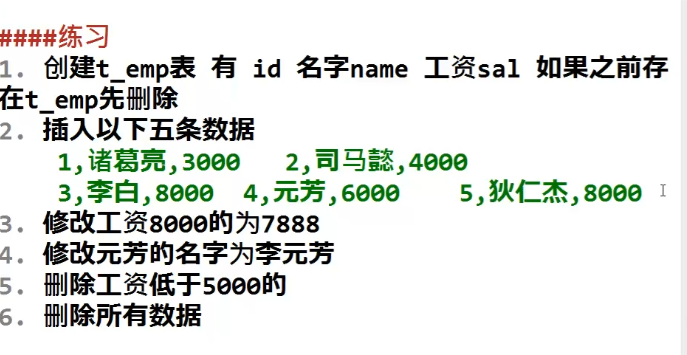 ####练习
1. 创建t_emp表 有 id 名字name 工资sal 如果之前存
在t_emp先删除
2. 插入以下五条数据
1,诸葛亮,3000 2,司马懿,4000
3,李白,8000 4,元芳,6000 5,狄仁杰,8000
3. 修改工资8000的为7888
4. 修改元芳的名字为李元芳
5. 删除工资低于5000的
6. 删除所有数据